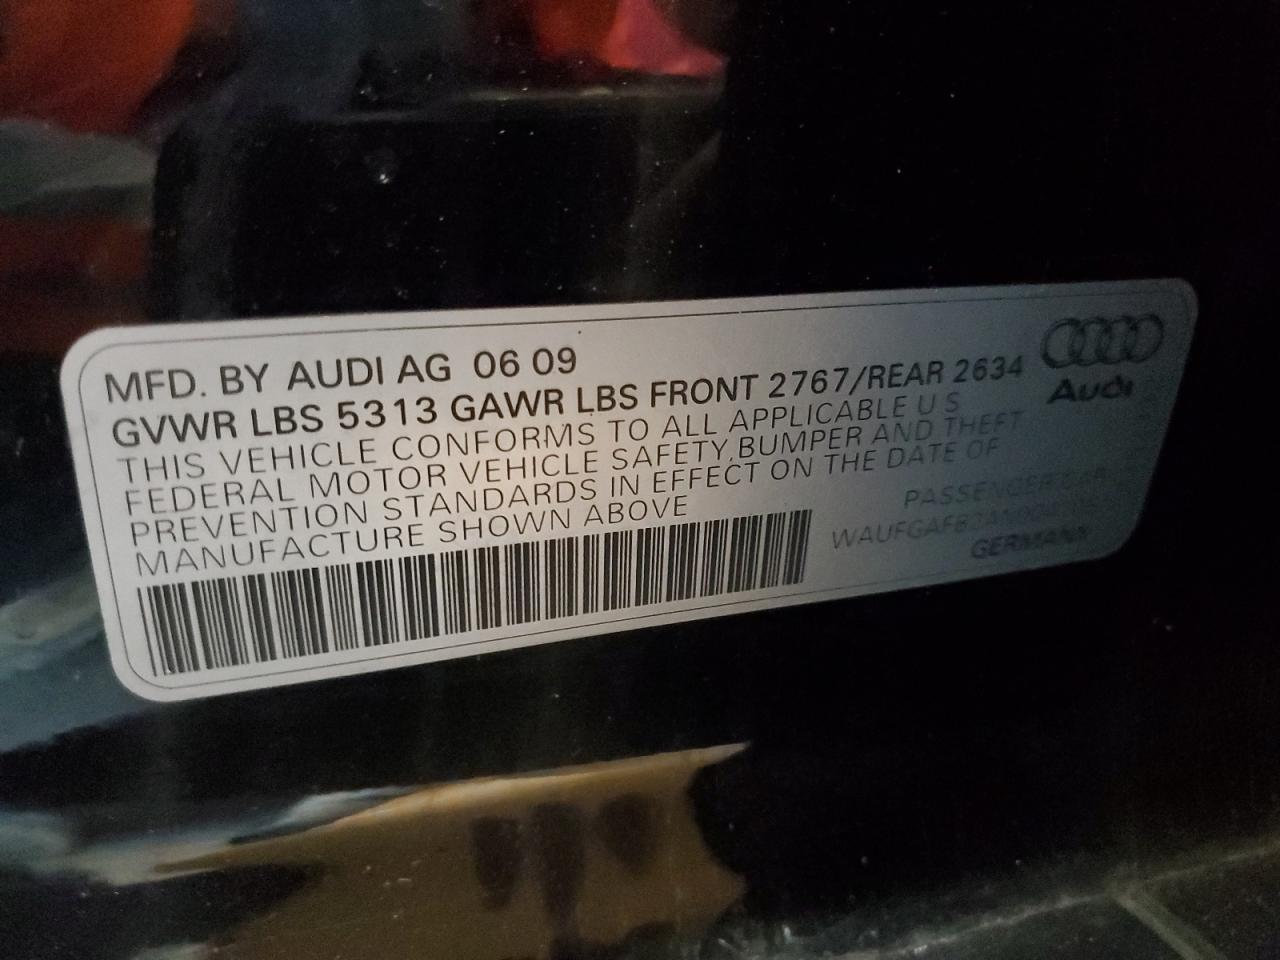 MFD. BY AUDI AG 06 09
GVWR LBS 5313 GAWR LBS FRONT 2767/REAR 2634
THIS VEHICLE CONFORMS TO ALL APPLICABLE U S
FEDERAL MOTOR VEHICLE SAFETY,BUMPER AND THEFT
PREVENTION STANDARDS IN EFFECT ON THE DATE OF
MANUFACTURE SHOWN ABOVE
Audi
PASSENGER CAR
GERMANY